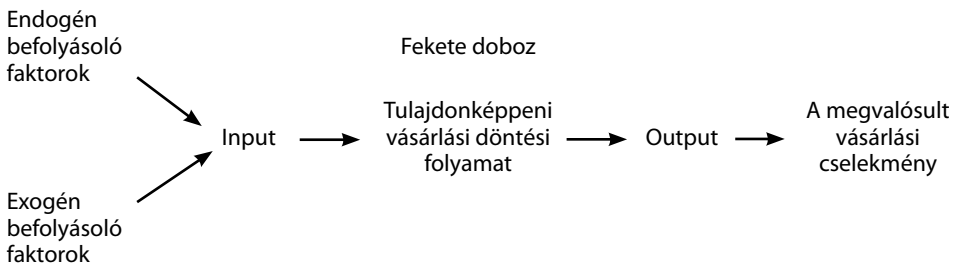 Endogén
befolyásoló
faktorok
Fekete doboz
Input
Tulajdonképpeni
vásárlási döntési
folyamat
Output
A megvalósult
vásárlási
cselekmény
Exogén
befolyásoló
faktorok